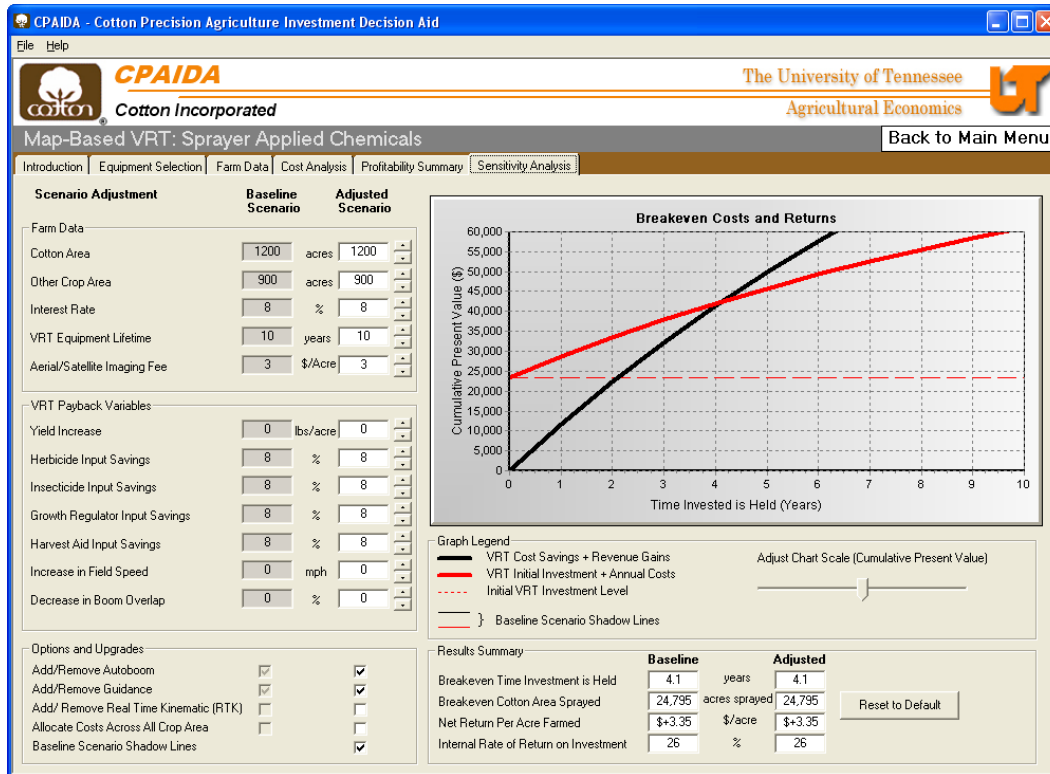 CPAIDA - Cotton Precision Agriculture Investment Decision Aid
File Help
cotton
CPAIDA
Cotton Incorporated
The University of Tennessee
Agricultural Economics
UT
Map-Based VRT: Sprayer Applied Chemicals
Back to Main Menu
Introduction Equipment Selection Farm Data Cost Analysis Profitability Summary Sensitivity Analysis
Scenario Adjustment Baseline Scenario Adjusted Scenario
Farm Data
Cotton Area 1200 acres 1200
Other Crop Area 900 acres 900
Interest Rate 8 % 8
VRT Equipment Lifetime 10 years 10
Aerial/Satellite Imaging Fee 3 $/Acre 3
VRT Payback Variables
Yield Increase 0 lbs/acre 0
Herbicide Input Savings 8 % 8
Insecticide Input Savings 8 % 8
Growth Regulator Input Savings 8 % 8
Harvest Aid Input Savings 8 % 8
Increase in Field Speed 0 mph 0
Decrease in Boom Overlap 0 % 0
Options and Upgrades
Add/Remove Autoboom
Add/Remove Guidance
Add/ Remove Real Time Kinematic (RTK)
Allocate Costs Across All Crop Area
Baseline Scenario Shadow Lines
Breakeven Costs and Returns
Cumulative Present Value ($)
60,000
55,000
50,000
45,000
40,000
35,000
30,000
25,000
20,000
15,000
10,000
5,000
0
0 1 2 3 4 5 6 7 8 9 10
Time Invested is Held (Years)
Graph Legend
VRT Cost Savings + Revenue Gains
VRT Initial Investment + Annual Costs
Initial VRT Investment Level
} Baseline Scenario Shadow Lines
Adjust Chart Scale (Cumulative Present Value)
Results Summary
Baseline Adjusted
Breakeven Time Investment is Held 4.1 years 4.1
Breakeven Cotton Area Sprayed 24,795 acres sprayed 24,795
Net Return Per Acre Farmed $+3.35 $/acre $+3.35
Internal Rate of Return on Investment 26 % 26
Reset to Default